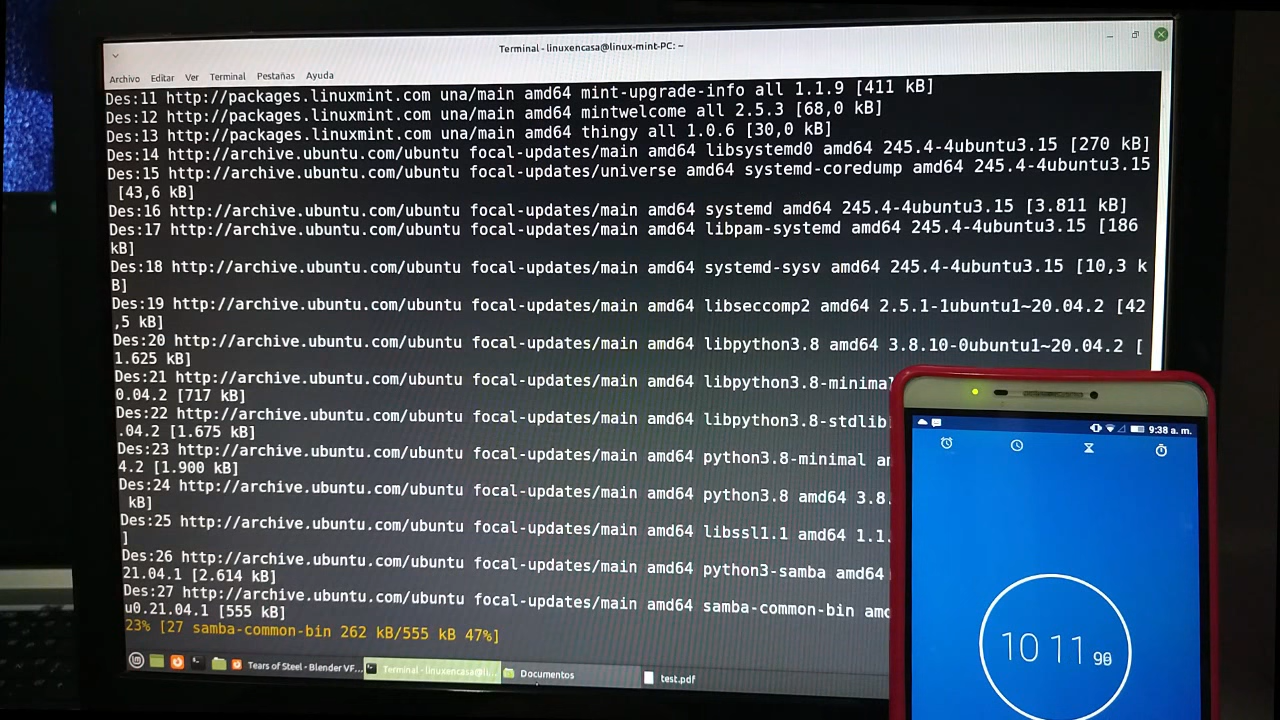 Terminal - linuxencasa@linux-mint-PC: ~
Archivo Editar Ver Terminal Pestañas Ayuda
Des:11 http://packages.linuxmint.com una/main amd64 mint-upgrade-info all 1.1.9 [411 kB]
Des:12 http://packages.linuxmint.com una/main amd64 mintwelcome all 2.5.3 [68,0 kB]
Des:13 http://packages.linuxmint.com una/main amd64 thingy all 1.0.6 [30,0 kB]
Des:14 http://archive.ubuntu.com/ubuntu focal-updates/main amd64 libsystemd0 amd64 245.4-4ubuntu3.15 [270 kB]
Des:15 http://archive.ubuntu.com/ubuntu focal-updates/universe amd64 systemd-coredump amd64 245.4-4ubuntu3.15
[43,6 kB]
Des:16 http://archive.ubuntu.com/ubuntu focal-updates/main amd64 systemd amd64 245.4-4ubuntu3.15 [3.811 kB]
Des:17 http://archive.ubuntu.com/ubuntu focal-updates/main amd64 libpam-systemd amd64 245.4-4ubuntu3.15 [186
kB]
Des:18 http://archive.ubuntu.com/ubuntu focal-updates/main amd64 systemd-sysv amd64 245.4-4ubuntu3.15 [10,3 k
B]
Des:19 http://archive.ubuntu.com/ubuntu focal-updates/main amd64 libseccomp2 amd64 2.5.1-1ubuntu1~20.04.2 [42
,5 kB]
Des:20 http://archive.ubuntu.com/ubuntu focal-updates/main amd64 libpython3.8 amd64 3.8.10-0ubuntu1~20.04.2 [
1.625 kB]
Des:21 http://archive.ubuntu.com/ubuntu focal-updates/main amd64 libpython3.8-minimal
0.04.2 [717 kB]
Des:22 http://archive.ubuntu.com/ubuntu focal-updates/main amd64 libpython3.8-stdlib
.04.2 [1.675 kB]
Des:23 http://archive.ubuntu.com/ubuntu focal-updates/main amd64 python3.8-minimal am
4.2 [1.900 kB]
Des:24 http://archive.ubuntu.com/ubuntu focal-updates/main amd64 python3.8 amd64 3.8.
kB]
Des:25 http://archive.ubuntu.com/ubuntu focal-updates/main amd64 libssl1.1 amd64 1.1.
]
Des:26 http://archive.ubuntu.com/ubuntu focal-updates/main amd64 python3-samba amd64
21.04.1 [2.614 kB]
Des:27 http://archive.ubuntu.com/ubuntu focal-updates/main amd64 samba-common-bin amd
u0.21.04.1 [555 kB]
23% [27 samba-common-bin 262 kB/555 kB 47%]
Tears of Steel - Blender VF... Terminal - linuxencasa@li... Documentos test.pdf
9:38 a. m.
10 11 90